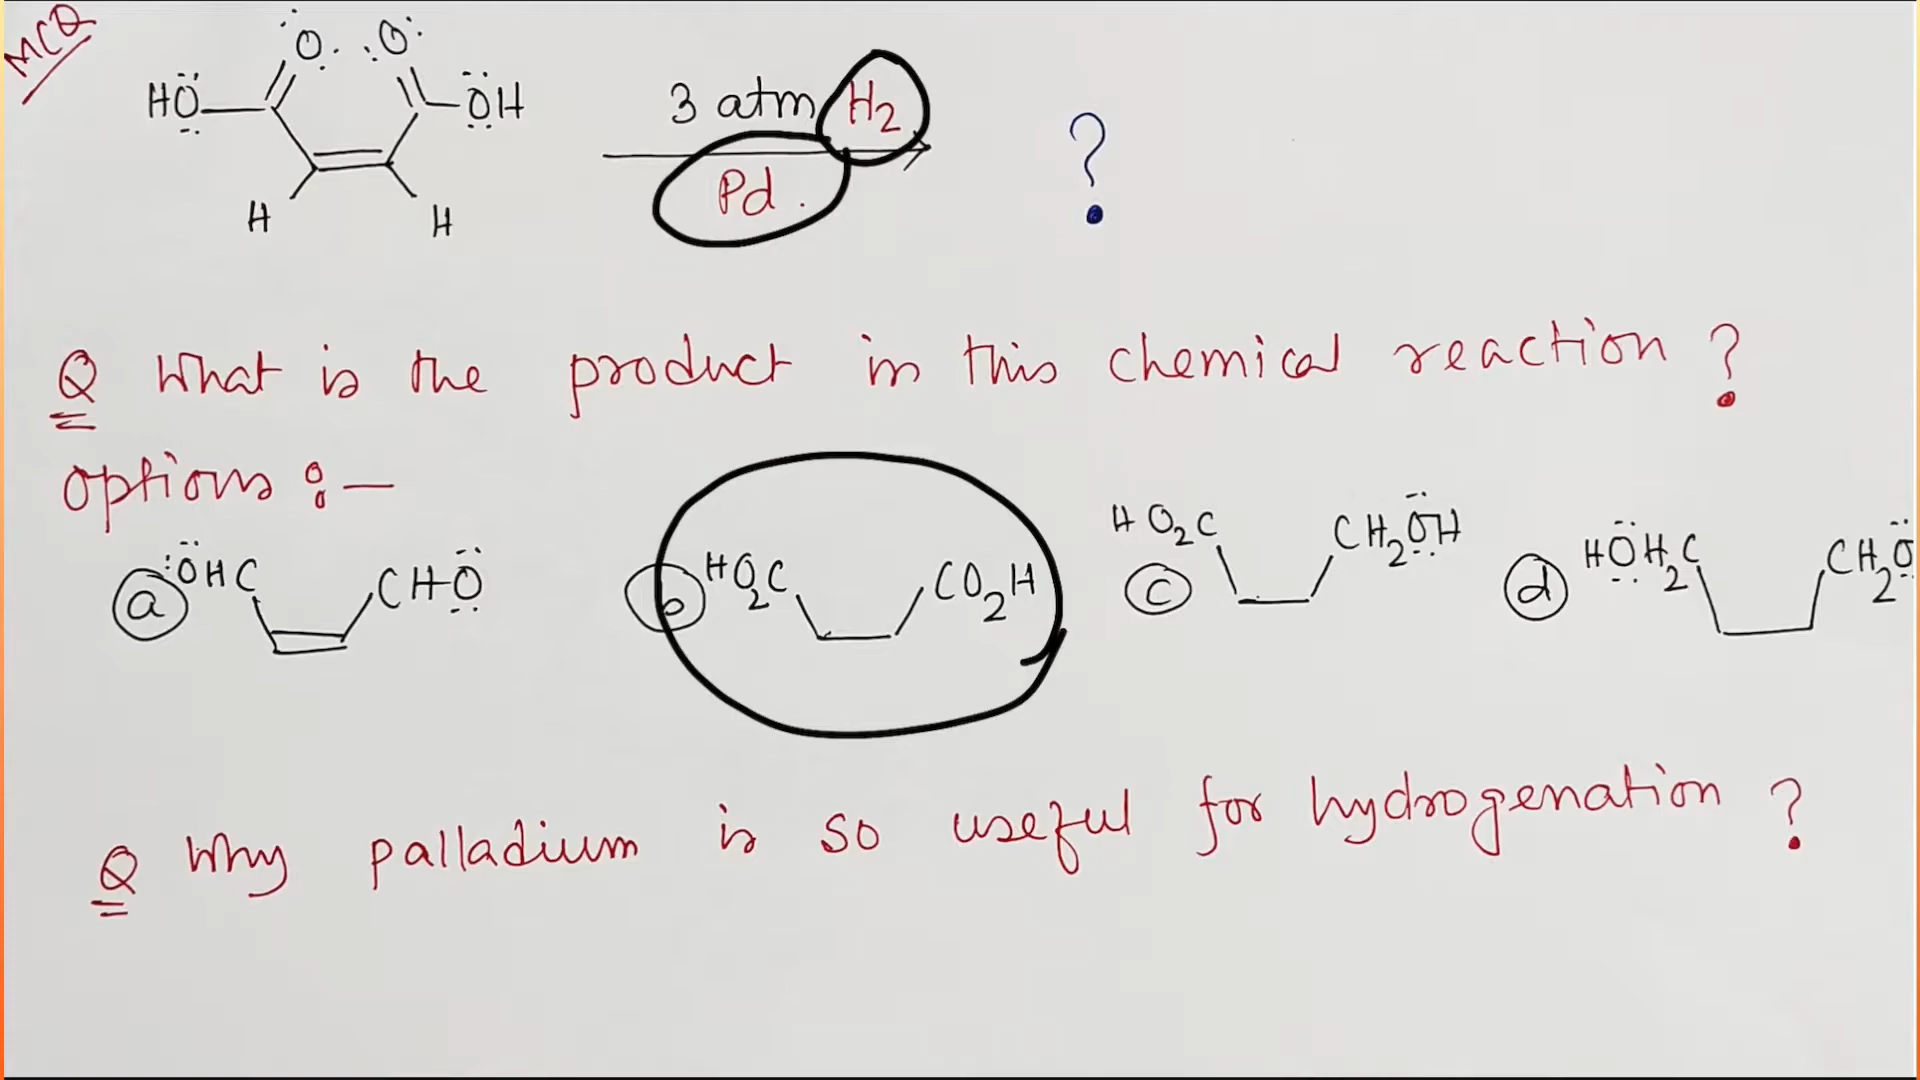 MCQ
O O
HO OH
3 atm H2
Pd .
?
H H
Q What is the product in this chemical reaction ?
options :-
a OHC CHO
b HO2C CO2H
c HO2C CH2OH
d HOH2C CH2O
Q Why palladium is so useful for hydrogenation ?